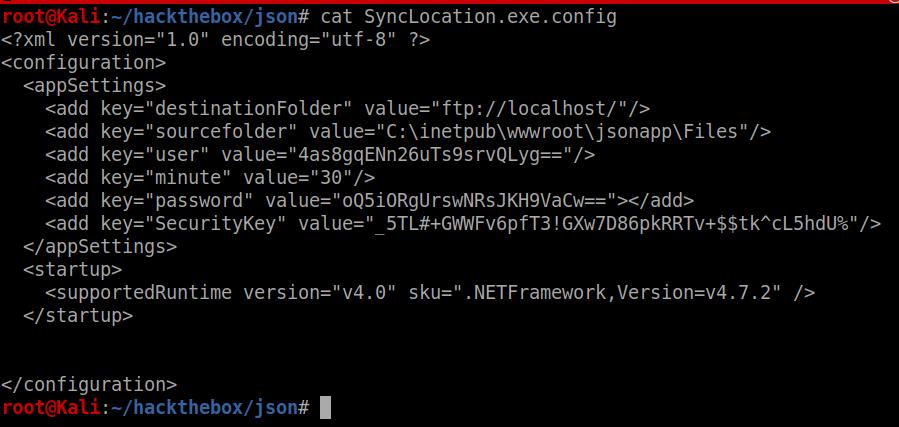 root@Kali:~/hackthebox/json# cat SyncLocation.exe.config
<?xml version="1.0" encoding="utf-8" ?>
<configuration>
  <appSettings>
    <add key="destinationFolder" value="ftp://localhost/"/>
    <add key="sourcefolder" value="C:\inetpub\wwwroot\jsonapp\Files"/>
    <add key="user" value="4as8gqENn26uTs9srvQLyg=="/>
    <add key="minute" value="30"/>
    <add key="password" value="oQ5iORgUrswNRsJKH9VaCw=="></add>
    <add key="SecurityKey" value="_5TL#+GWWFv6pfT3!GXw7D86pkRRTv+$$tk^cL5hdU%"/>
  </appSettings>
  <startup>
    <supportedRuntime version="v4.0" sku=".NETFramework,Version=v4.7.2" />
  </startup>
</configuration>
root@Kali:~/hackthebox/json#